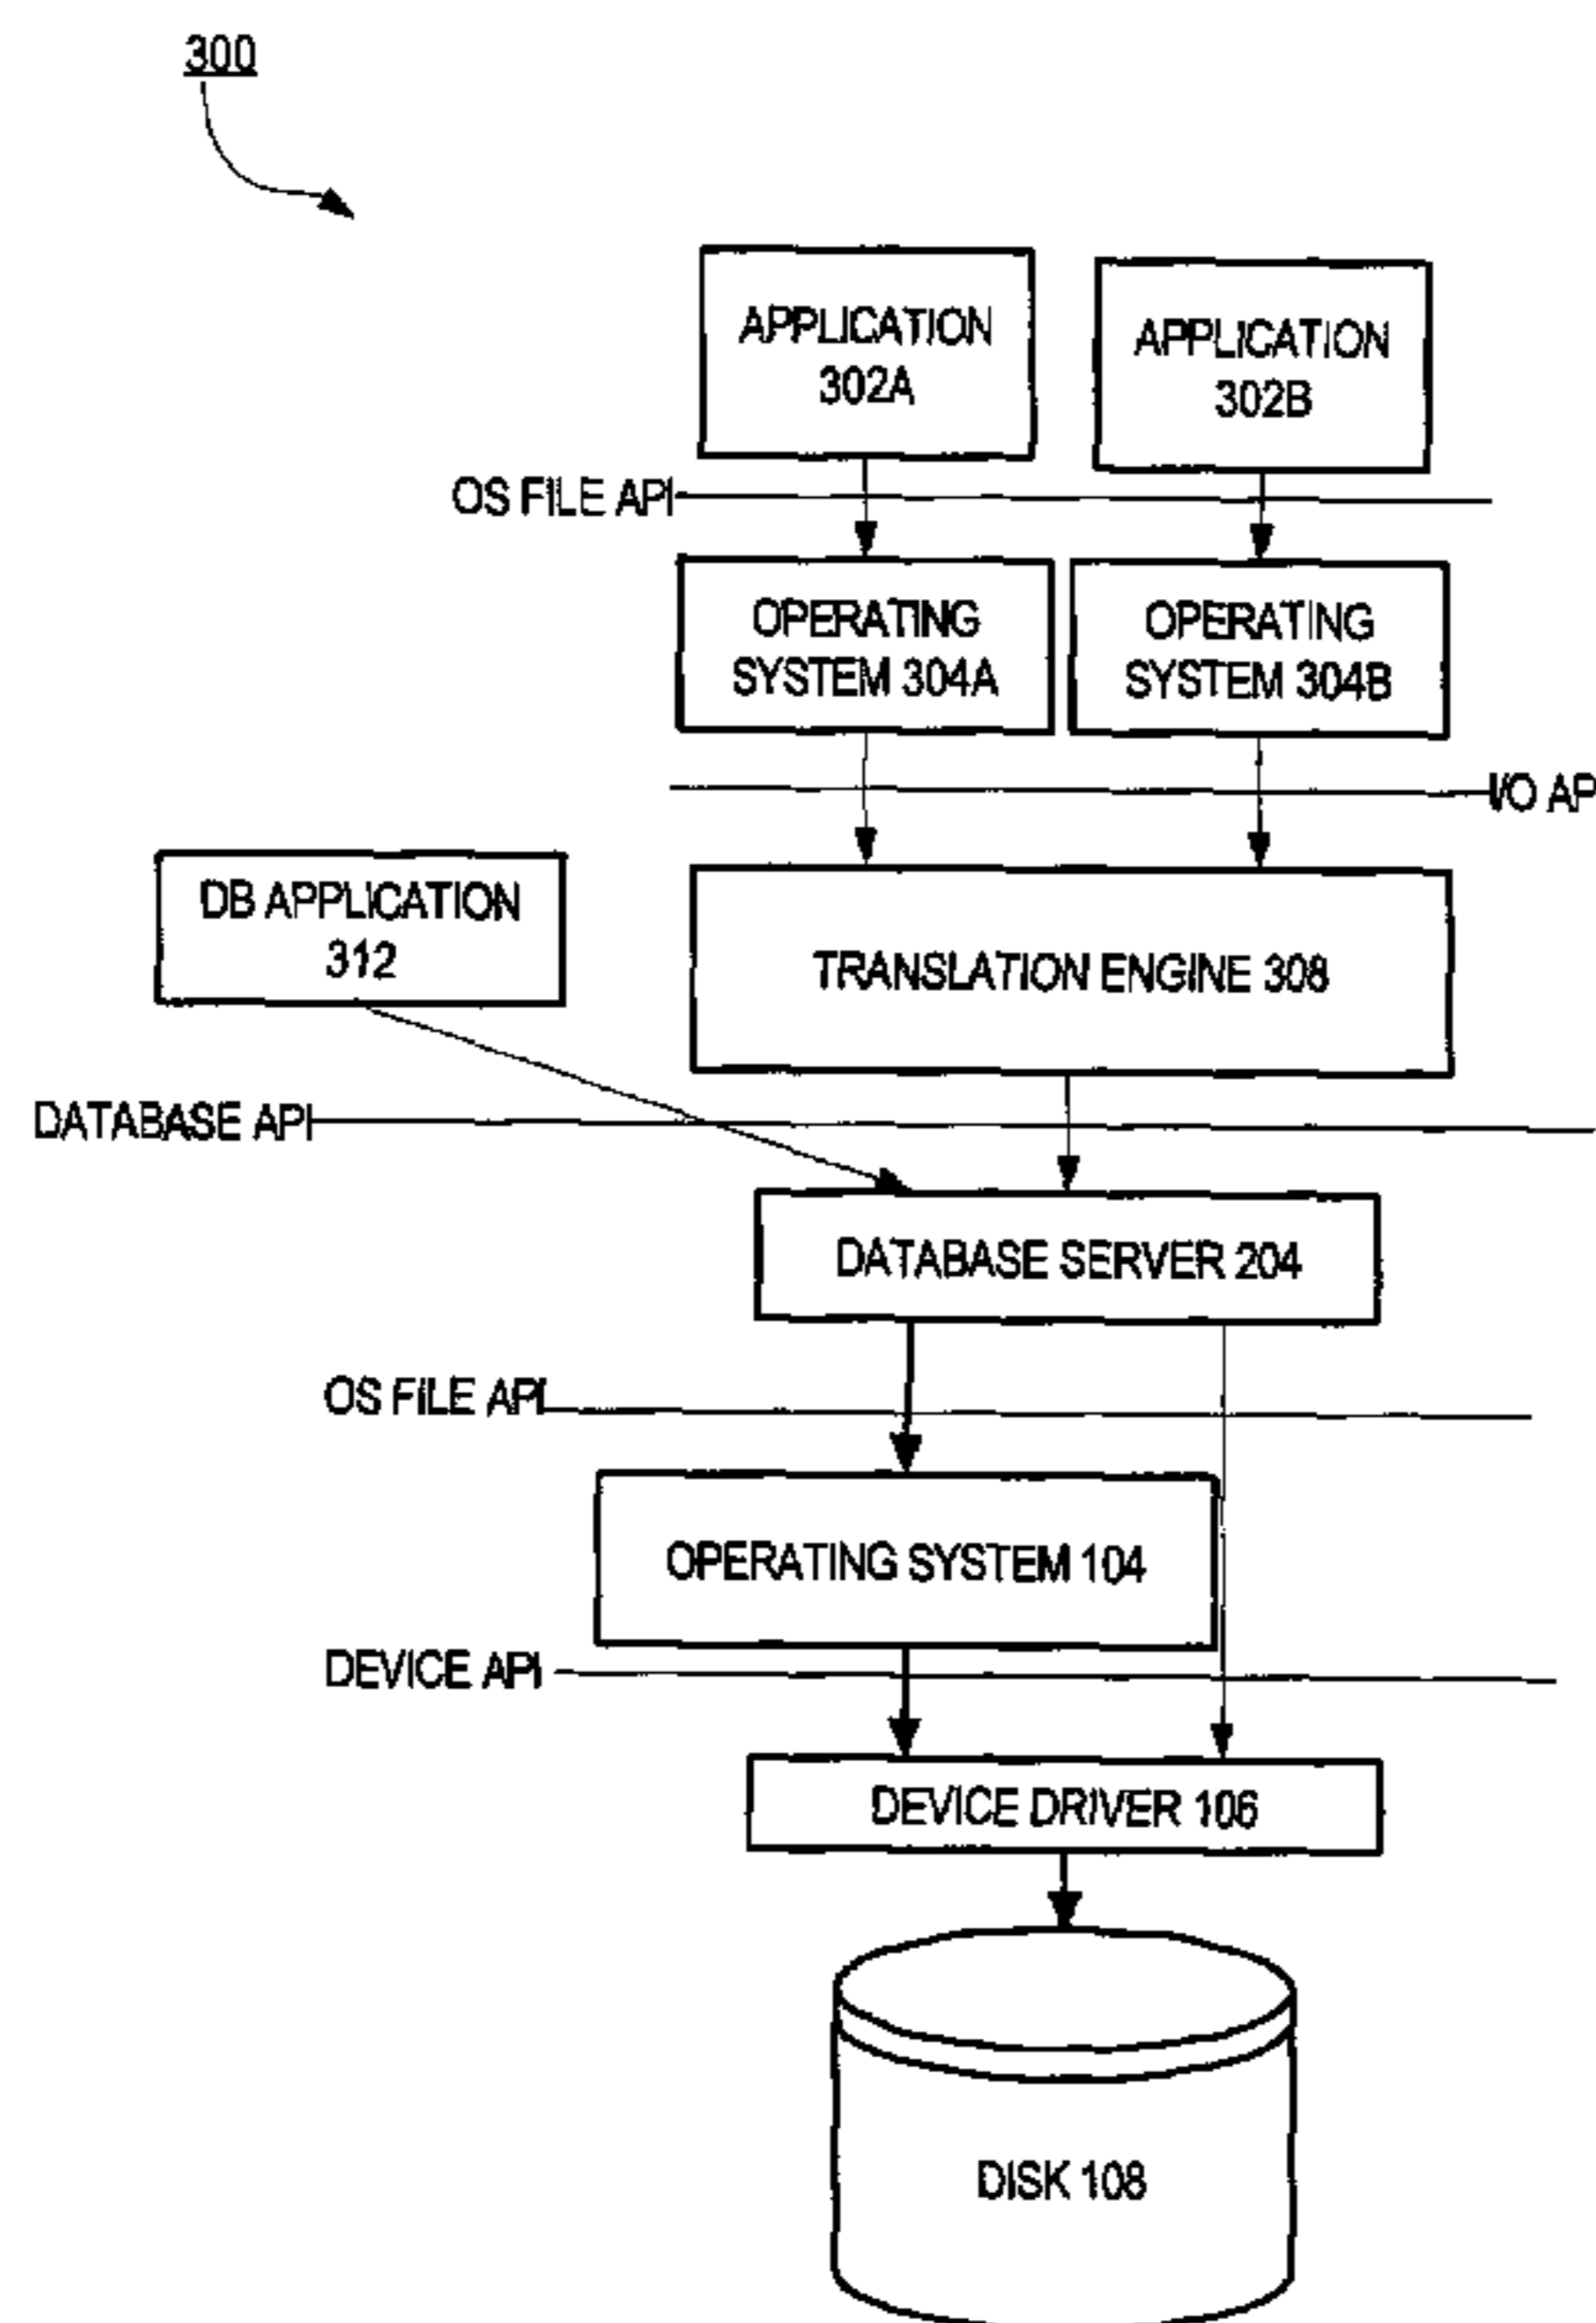 300
APPLICATION
302A
APPLICATION
302B
OS FILE API
OPERATING
SYSTEM 304A
OPERATING
SYSTEM 304B
I/O AP
DB APPLICATION
312
TRANSLATION ENGINE 308
DATABASE API
DATABASE SERVER 204
OS FILE API
OPERATING SYSTEM 104
DEVICE API
DEVICE DRIVER 106
DISK 108